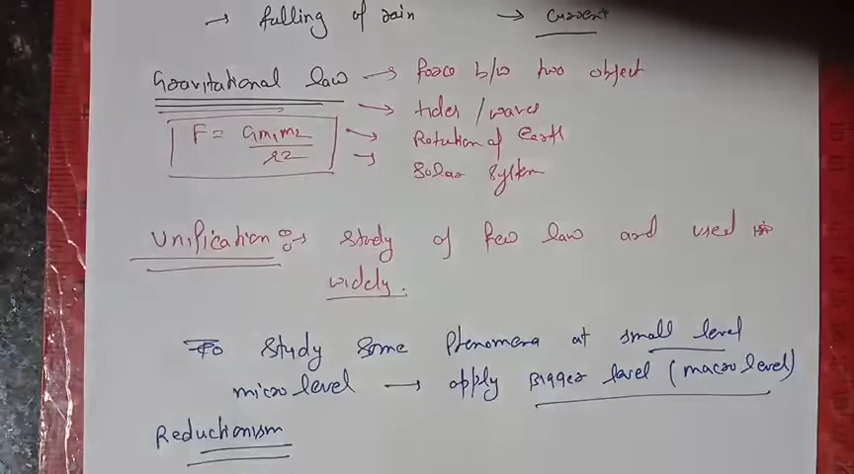 → falling of rain → Current
Gravitational law → force b/w two object
→ tides / waves
F = Gm1m2 / r2 → Rotation of Earth
→ Solar System
Unification :→ study of few law and used in
widely.
To study some Phenomena at small level
micro level → apply Bigger level (macro level)
Reductionism